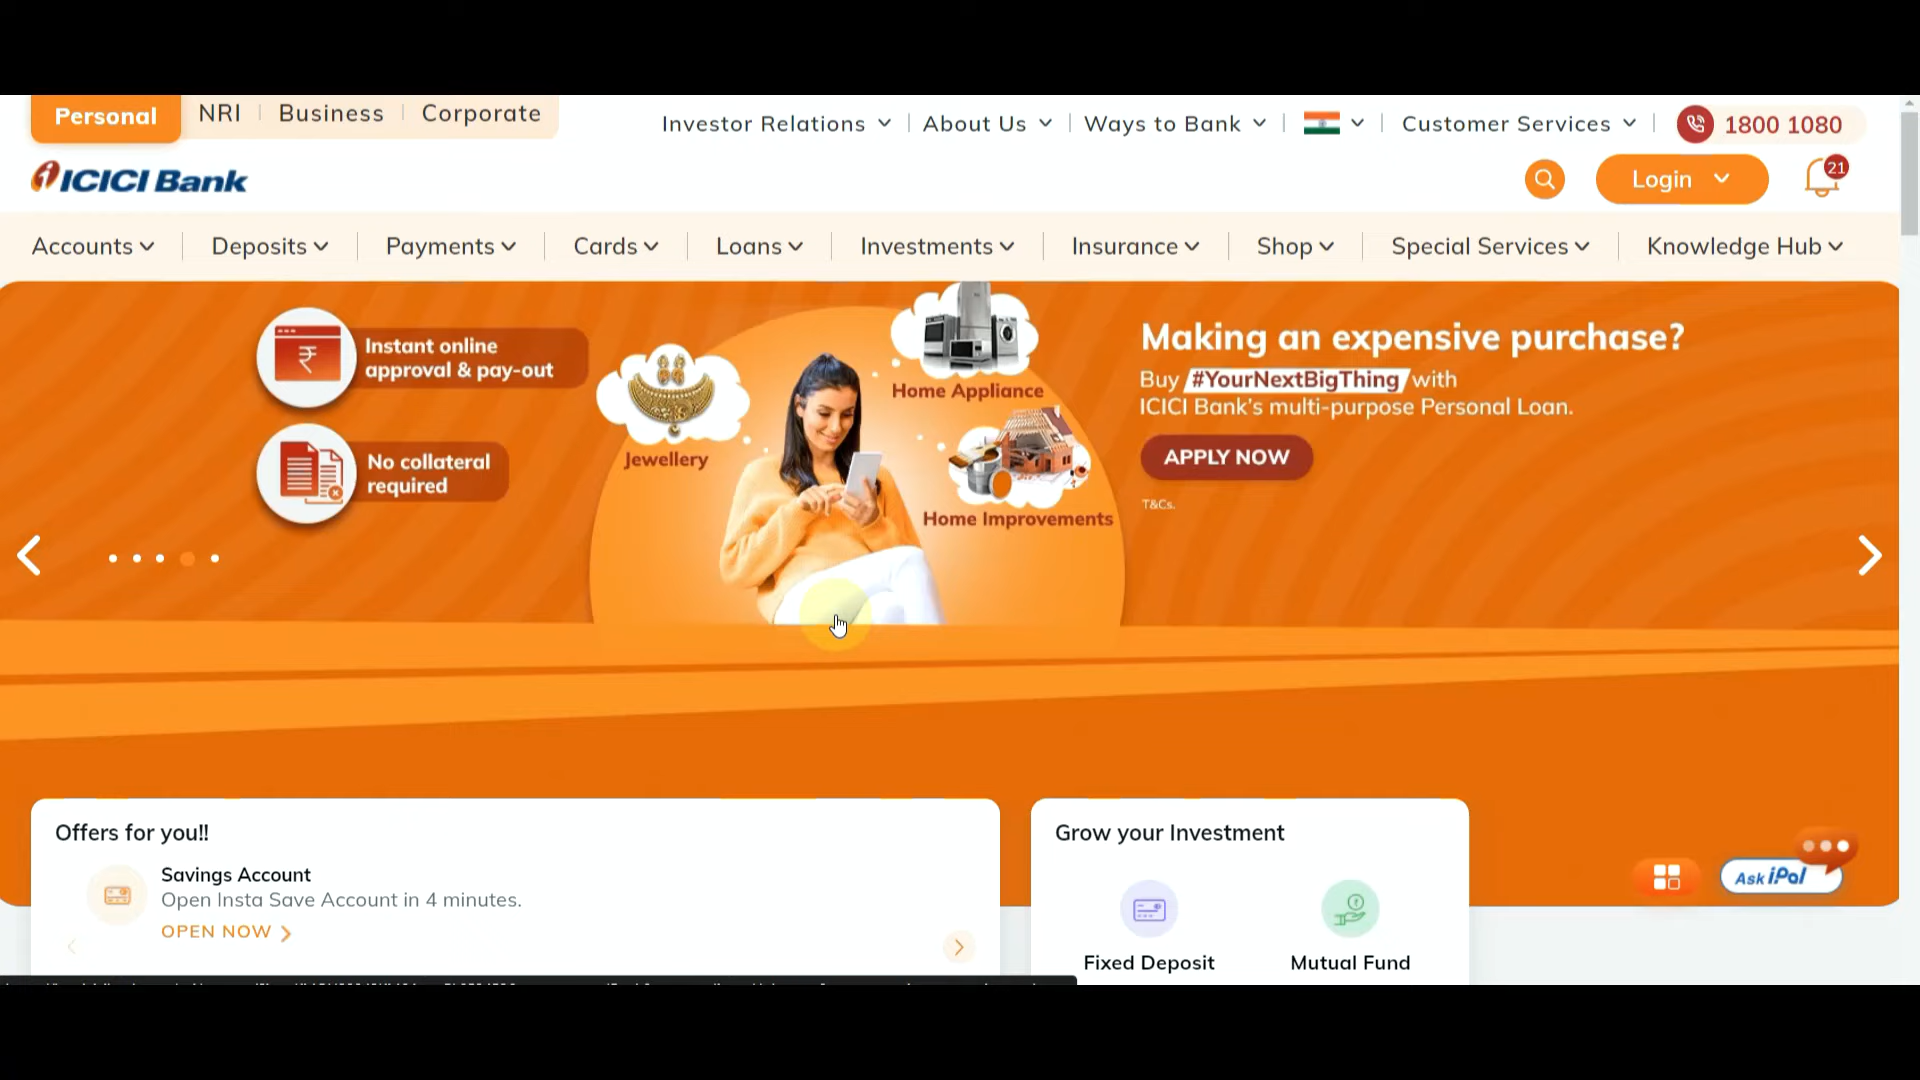 Personal
NRI
Business
Corporate
Investor Relations
About Us
Ways to Bank
Customer Services
1800 1080
ICICI Bank
Login
21
Accounts
Deposits
Payments
Cards
Loans
Investments
Insurance
Shop
Special Services
Knowledge Hub
Instant online
approval & pay-out
No collateral
required
Jewellery
Home Appliance
Home Improvements
Making an expensive purchase?
Buy #YourNextBigThing with
ICICI Bank's multi-purpose Personal Loan.
APPLY NOW
T&Cs.
Offers for you!!
Savings Account
Open Insta Save Account in 4 minutes.
OPEN NOW
Grow your Investment
Fixed Deposit
Mutual Fund
Ask iPal